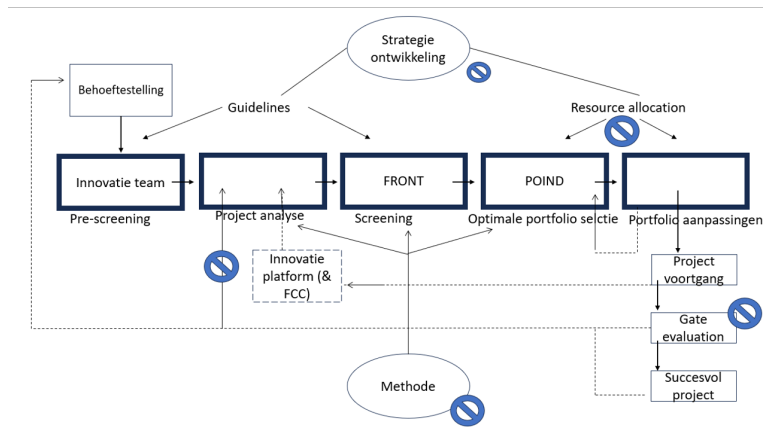 Strategie
ontwikkeling
Behoeftestelling
Guidelines
Resource allocation
Innovatie team
FRONT
POIND
Pre-screening
Project analyse
Screening
Optimale portfolio selctie
Portfolio aanpassingen
Innovatie
platform (&
FCC)
Project
voortgang
Gate
evaluation
Methode
Succesvol
project